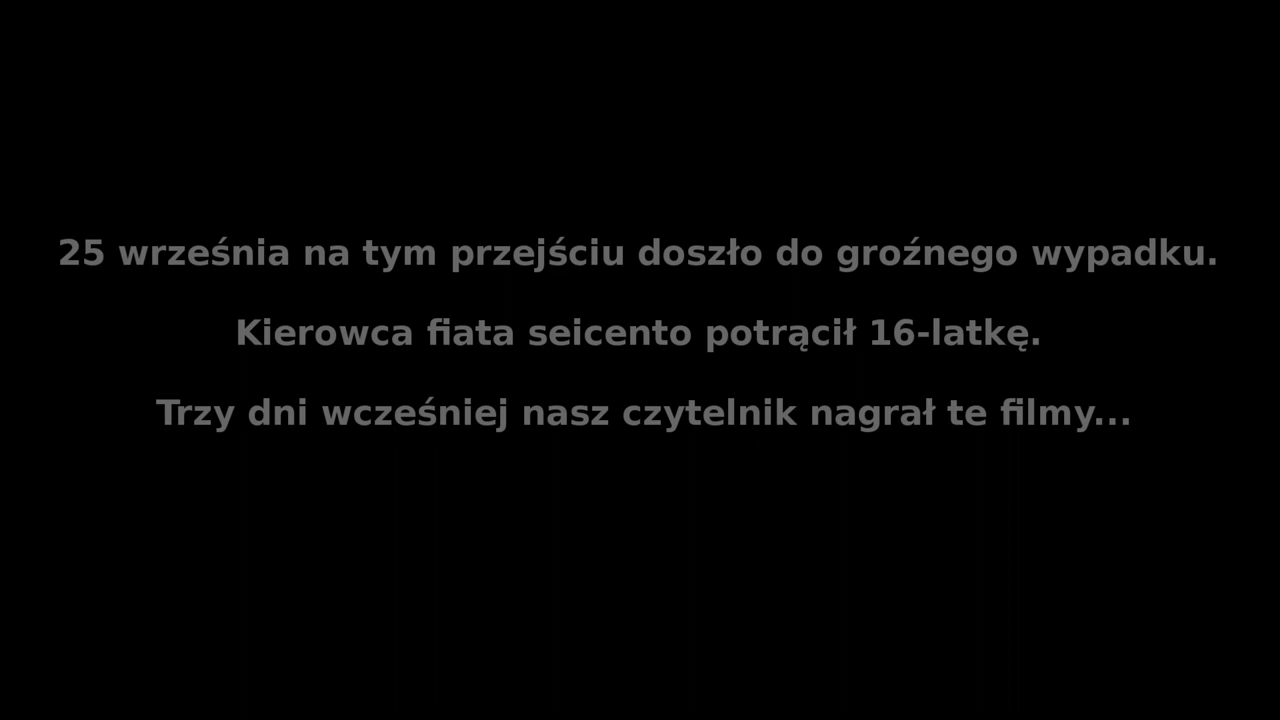 25 września na tym przejściu doszło do groźnego wypadku.
Kierowca fiata seicento potrącił 16-latkę.
Trzy dni wcześniej nasz czytelnik nagrał te filmy...